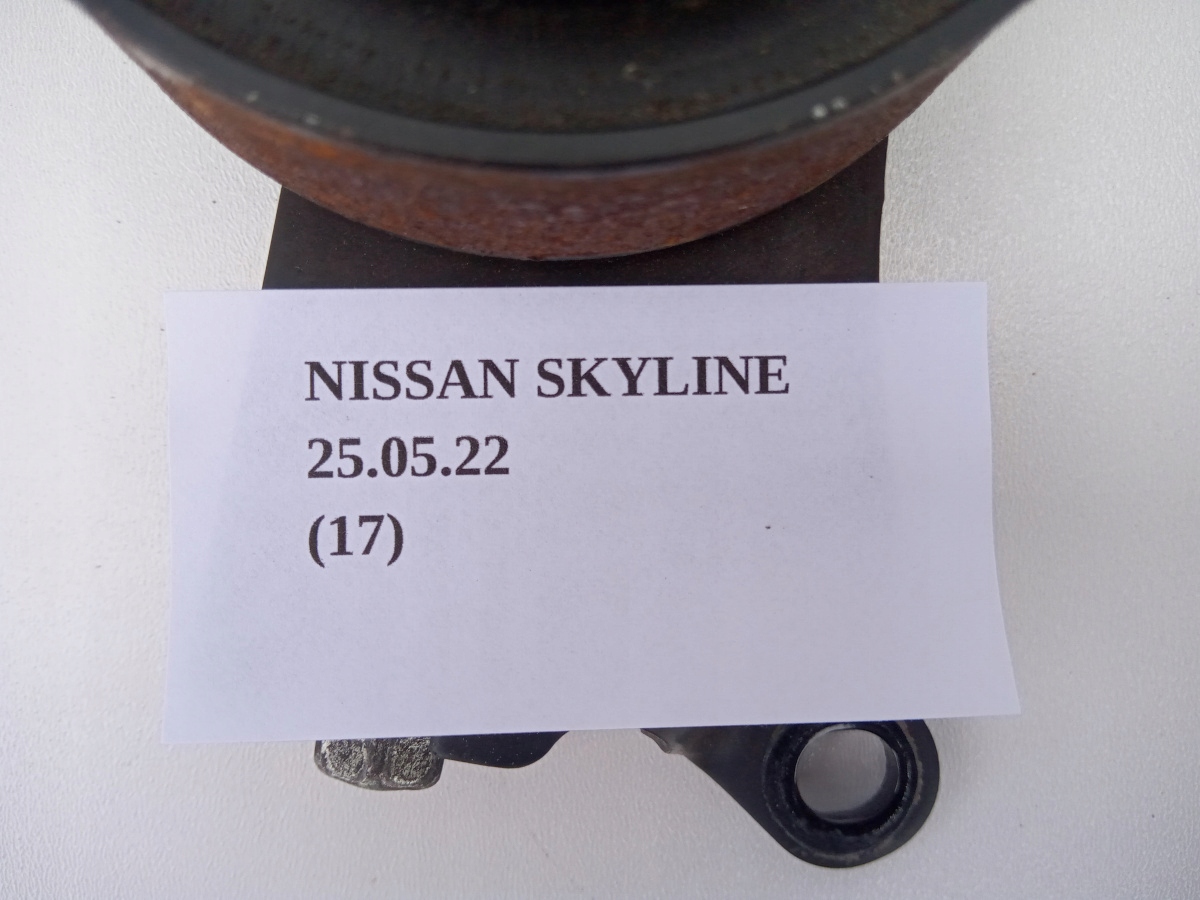 NISSAN SKYLINE
25.05.22
(17)